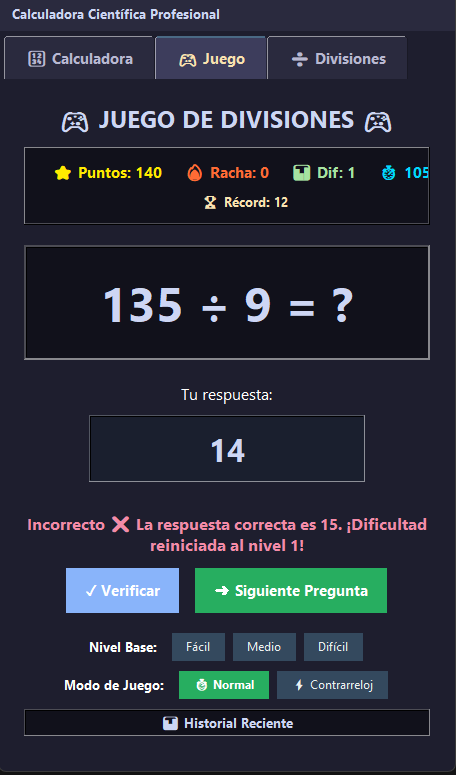 Calculadora Científica Profesional
Calculadora Juego Divisiones
JUEGO DE DIVISIONES
Puntos: 140 Racha: 0 Dif: 1 105
Récord: 12
135 ÷ 9 = ?
Tu respuesta:
14
Incorrecto ❌ La respuesta correcta es 15. ¡Dificultad
reiniciada al nivel 1!
✓ Verificar ➔ Siguiente Pregunta
Nivel Base: Fácil Medio Difícil
Modo de Juego: Normal Contrarreloj
Historial Reciente